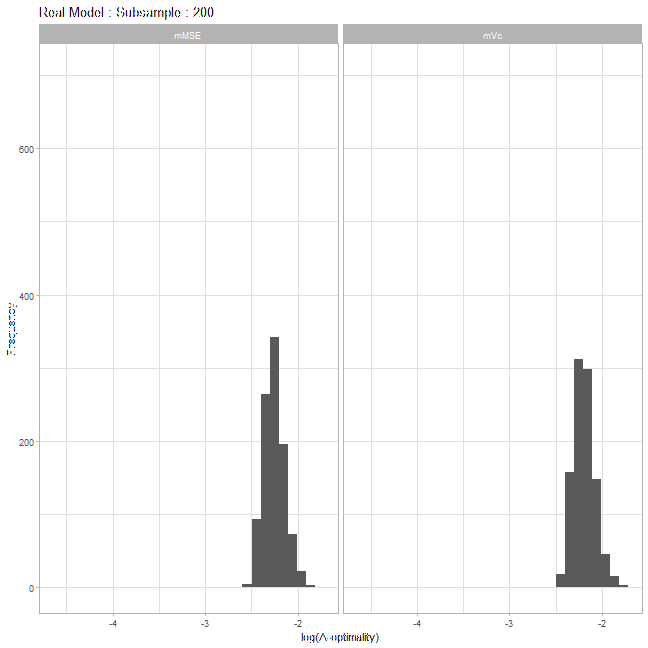 Real Model : Subsample : 200
mMSE
mVc
600
400
200
0
Frequency
-4
-3
-2
-4
-3
-2
log(A-optimality)